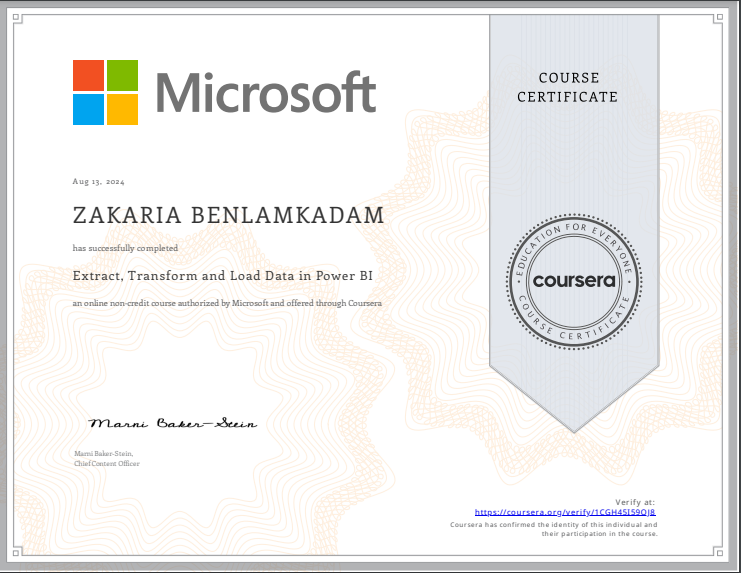 Microsoft
COURSE
CERTIFICATE
Aug 13, 2024
ZAKARIA BENLAMKADAM
has successfully completed
Extract, Transform and Load Data in Power BI
an online non-credit course authorized by Microsoft and offered through Coursera
EDUCATION FOR EVERYONE
coursera
COURSE CERTIFICATE
Marni Baker-Stein
Marni Baker-Stein,
Chief Content Officer
Verify at:
https://coursera.org/verify/1CGH45I59QJ8
Coursera has confirmed the identity of this individual and
their participation in the course.